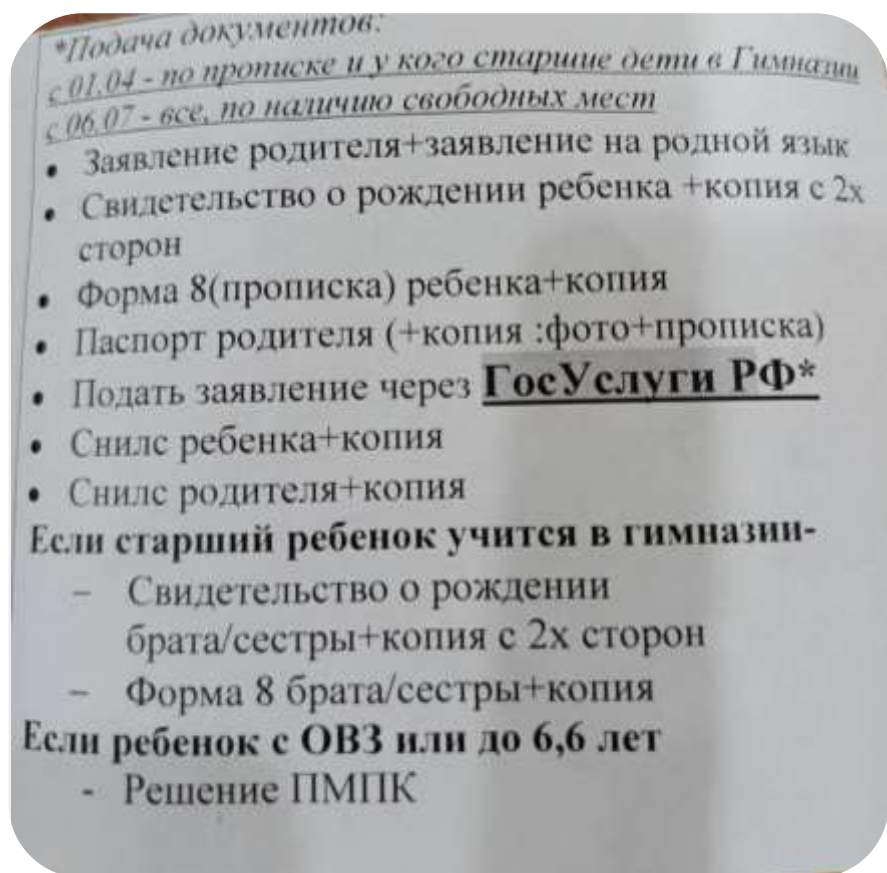 *Подача документов:
с 01.04 - по прописке и у кого старшие дети в Гимназии
с 06.07 - все, по наличию свободных мест
• Заявление родителя+заявление на родной язык
• Свидетельство о рождении ребенка +копия с 2х
сторон
• Форма 8(прописка) ребенка+копия
• Паспорт родителя (+копия :фото+прописка)
• Подать заявление через ГосУслуги РФ*
• Снилс ребенка+копия
• Снилс родителя+копия
Если старший ребенок учится в гимназии-
– Свидетельство о рождении
брата/сестры+копия с 2х сторон
– Форма 8 брата/сестры+копия
Если ребенок с ОВЗ или до 6,6 лет
- Решение ПМПК